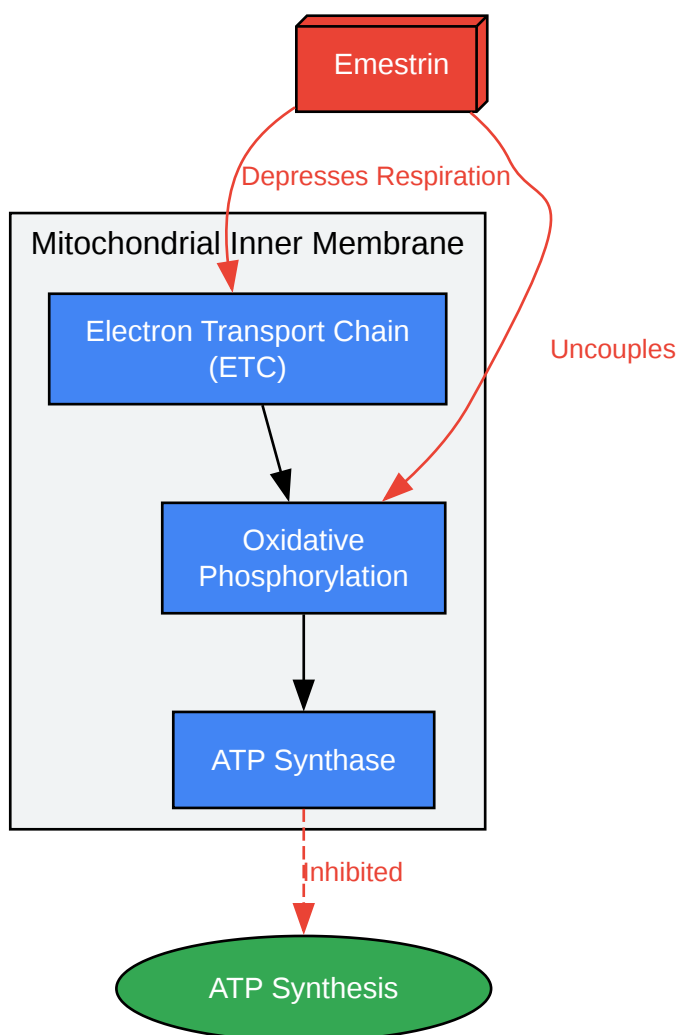 Emestrin
Depresses Respiration
Mitochondrial Inner Membrane
Electron Transport Chain
(ETC)
Uncouples
Oxidative
Phosphorylation
ATP Synthase
Inhibited
ATP Synthesis